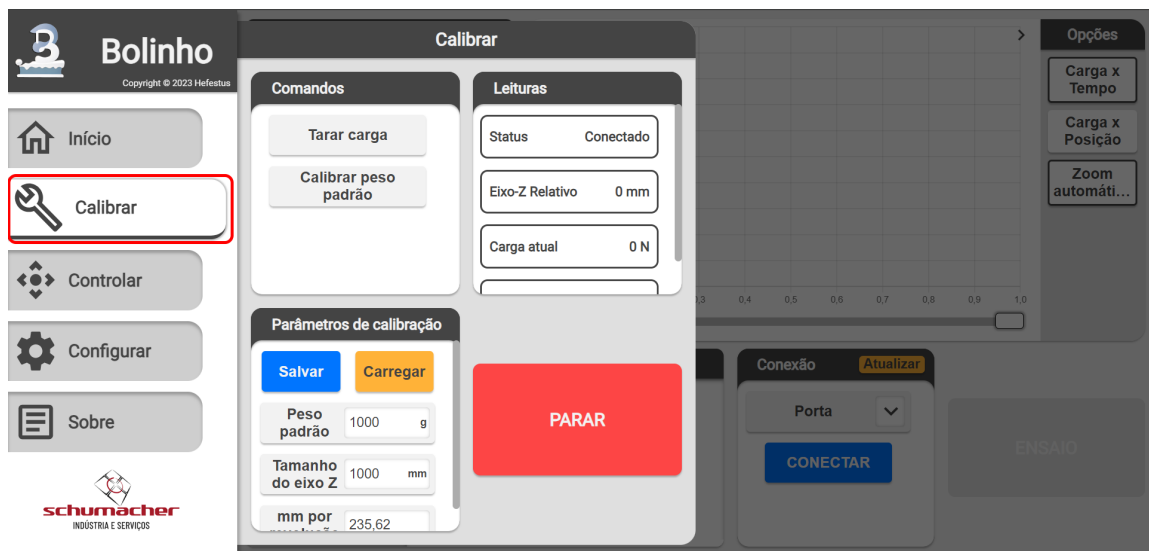 Bolinho
Copyright © 2023 Hefestus
Início
Calibrar
Controlar
Configurar
Sobre
schumacher
INDÚSTRIA E SERVIÇOS
Calibrar
Comandos
Tarar carga
Calibrar peso
padrão
Leituras
Status Conectado
Eixo-Z Relativo 0 mm
Carga atual 0 N
Parâmetros de calibração
Salvar Carregar
Peso
padrão
1000 g
Tamanho
do eixo Z
1000 mm
mm por
235,62
PARAR
0,3 0,4 0,5 0,6 0,7 0,8 0,9 1,0
Opções
Carga x
Tempo
Carga x
Posição
Zoom
automáti...
Conexão Atualizar
Porta
CONECTAR
ENSAIO